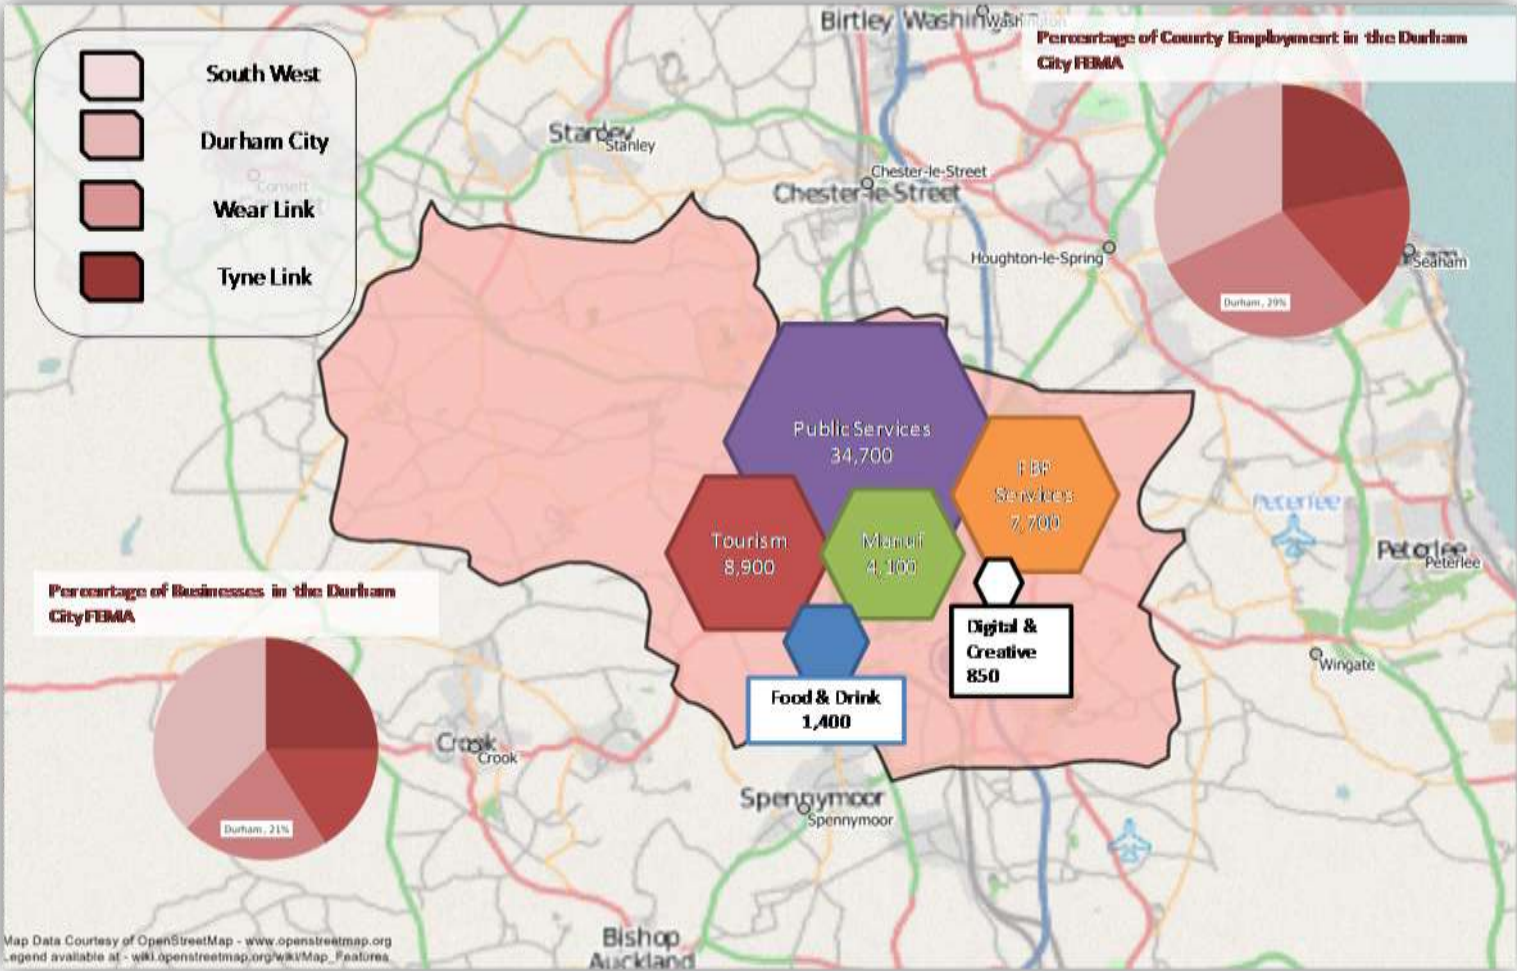 Birtley Washington
Washington
Percentage of County Employment in the Durham
City FEMA
South West
Durham City
Wear Link
Tyne Link
Consett
Stanley
Stanley
Chester-le-Street
Chester-le-Street
Houghton-le-Spring
Seaham
Durham, 29%
Public Services
34,700
FBP
Services
7,700
Tourism
8,900
Manuf
4,100
Peterlee
Peterlee
Peterlee
Digital &
Creative
850
Food & Drink
1,400
Wingate
Percentage of Businesses in the Durham
City FEMA
Durham, 21%
Crook
Crook
Spennymoor
Spennymoor
Bishop
Auckland
Map Data Courtesy of OpenStreetMap - www.openstreetmap.org
Legend available at - wiki.openstreetmap.org/wiki/Map_Features